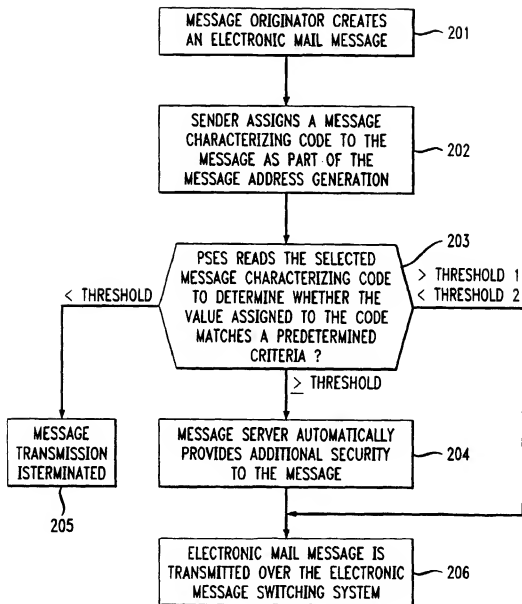 MESSAGE ORIGINATOR CREATES
AN ELECTRONIC MAIL MESSAGE
201
SENDER ASSIGNS A MESSAGE
CHARACTERIZING CODE TO THE
MESSAGE AS PART OF THE
MESSAGE ADDRESS GENERATION
202
203
PSES READS THE SELECTED
MESSAGE CHARACTERIZING CODE
TO DETERMINE WHETHER THE
VALUE ASSIGNED TO THE CODE
MATCHES A PREDETERMINED
CRITERIA ?
< THRESHOLD
> THRESHOLD 1
< THRESHOLD 2
≥ THRESHOLD
MESSAGE
TRANSMISSION
ISTERMINATED
205
MESSAGE SERVER AUTOMATICALLY
PROVIDES ADDITIONAL SECURITY
TO THE MESSAGE
204
ELECTRONIC MAIL MESSAGE IS
TRANSMITTED OVER THE ELECTRONIC
MESSAGE SWITCHING SYSTEM
206